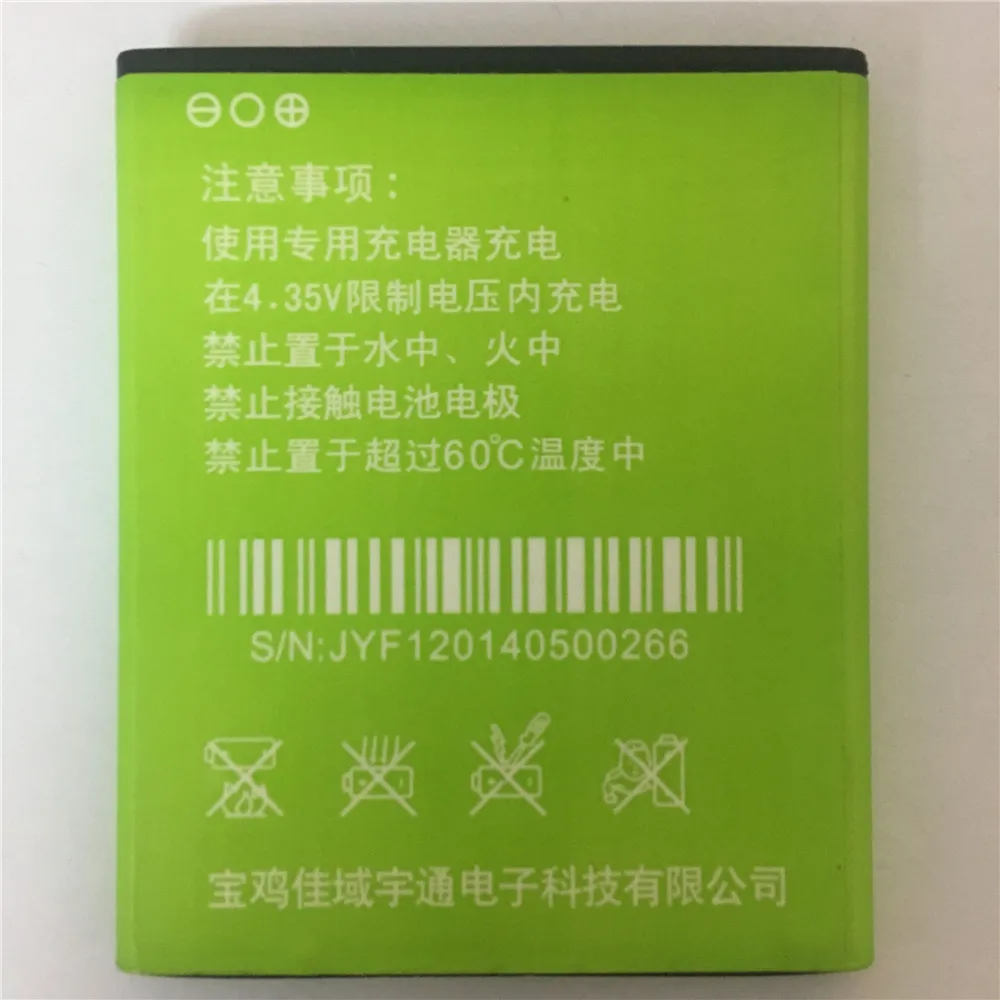 注意事项:
使用专用充电器充电
在4.35V限制电压内充电
禁止置于水中、火中
禁止接触电池电极
禁止置于超过60℃温度中
S/N:JYF120140500266
宝鸡佳域宇通电子科技有限公司